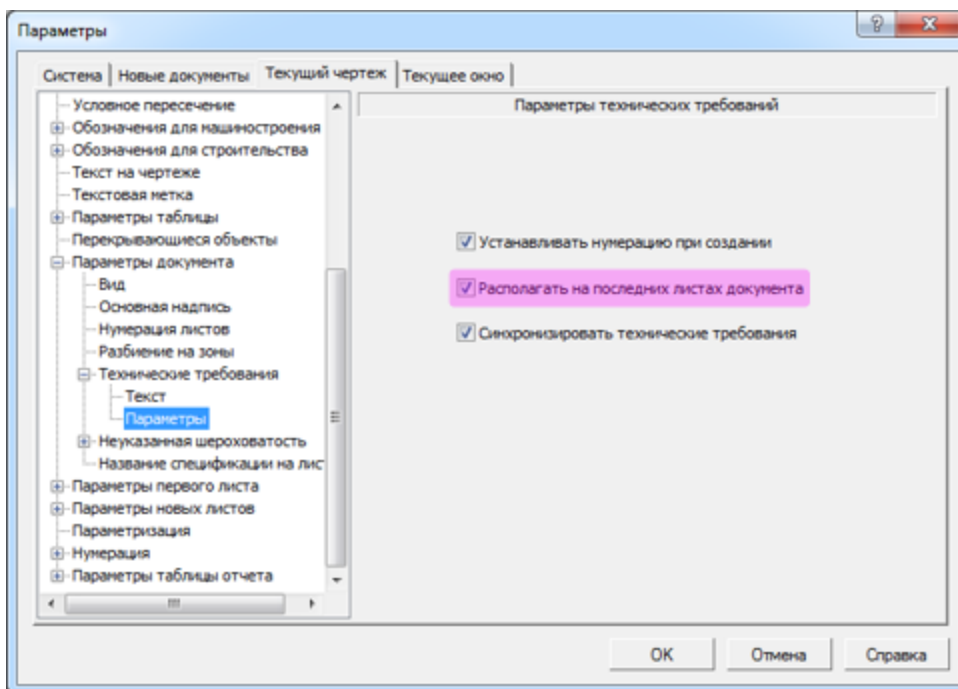 Параметры
Система
Новые документы
Текущий чертеж
Текущее окно
Условное пересечение
Обозначения для машиностроения
Обозначения для строительства
Текст на чертеже
Текстовая метка
Параметры таблицы
Перекрывающиеся объекты
Параметры документа
Вид
Основная надпись
Нумерация листов
Разбиение на зоны
Технические требования
Текст
Параметры
Неуказанная шероховатость
Название спецификации на лис
Параметры первого листа
Параметры новых листов
Параметризация
Нумерация
Параметры таблицы отчета
Параметры технических требований
Устанавливать нумерацию при создании
Располагать на последних листах документа
Синхронизировать технические требования
OK
Отмена
Справка